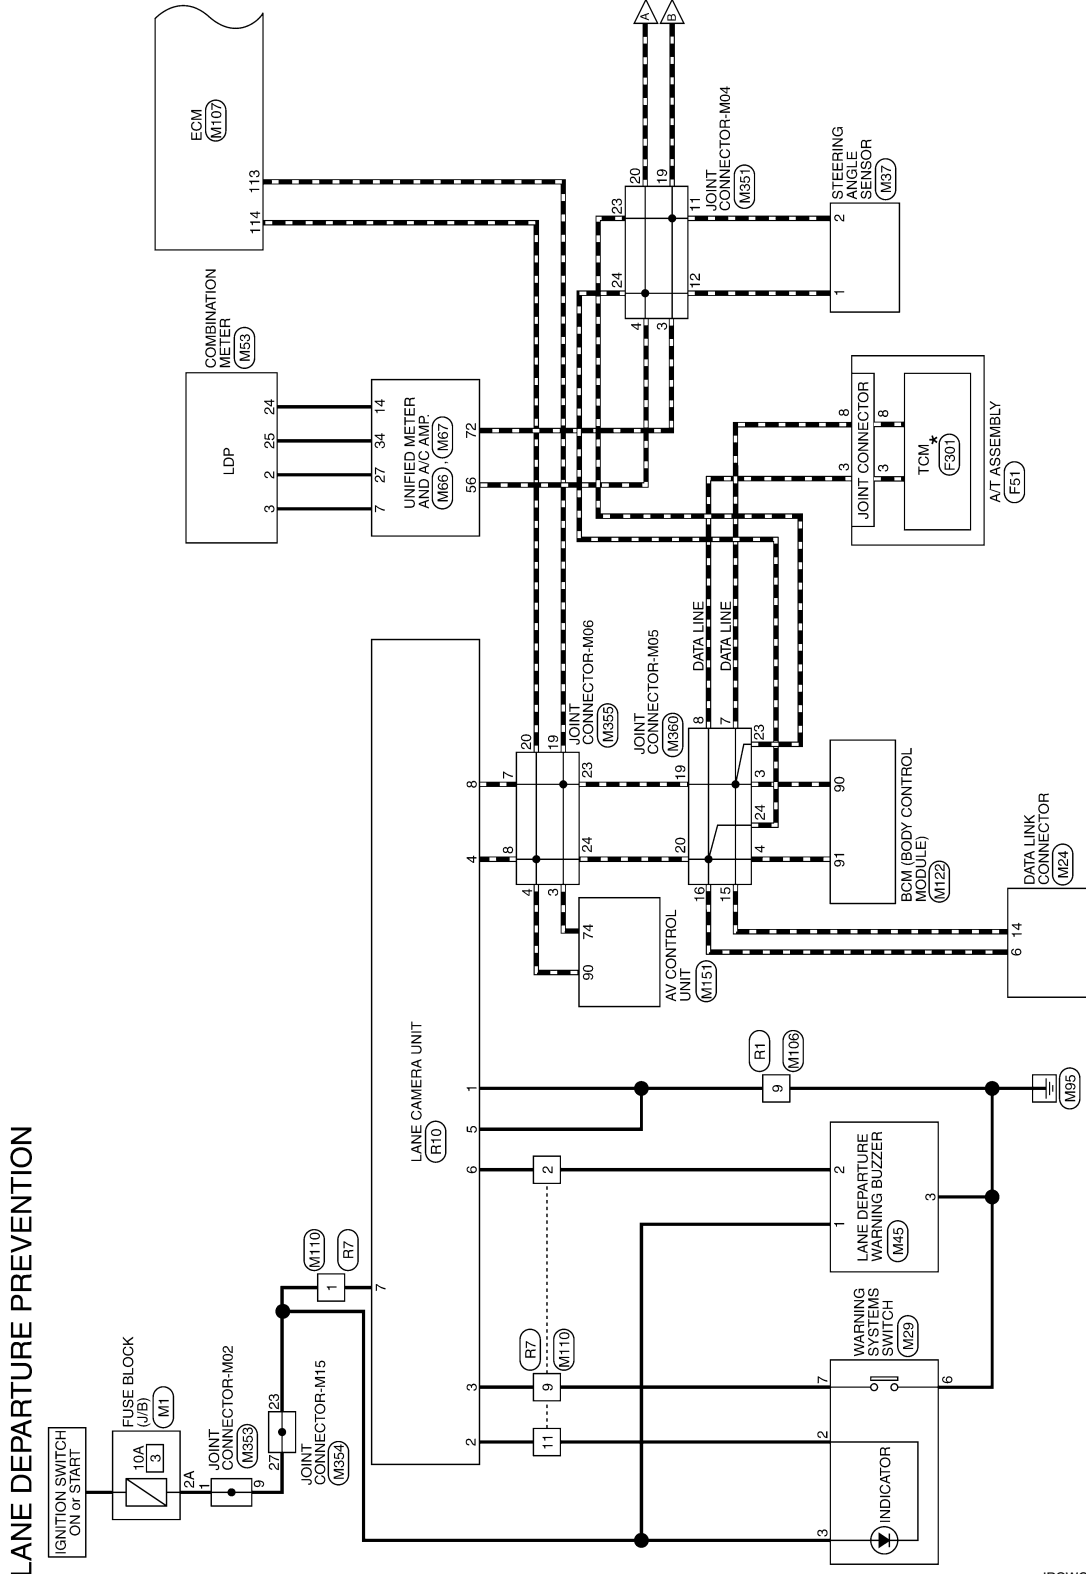 LANE DEPARTURE PREVENTION
IGNITION SWITCH
ON or START
FUSE BLOCK
(J/B)
M1
10A
3
2A
1
JOINT
CONNECTOR-M02
M353
9
27
23
JOINT
CONNECTOR-M15
M354
M110
R7
1
7
LANE CAMERA UNIT
R10
2
3
6
5
1
4
8
R7
M110
11
9
2
R1
M106
9
M95
3
2
INDICATOR
7
6
WARNING
SYSTEMS
SWITCH
M29
1
2
3
LANE DEPARTURE
WARNING BUZZER
M45
8
7
20
19
4
3
24
23
JOINT
CONNECTOR-M06
M355
90
74
AV CONTROL
UNIT
M151
JOINT
CONNECTOR-M05
M360
20
19
16
15
8
7
4
24
3
23
DATA LINE
DATA LINE
91
90
BCM (BODY CONTROL
MODULE)
M122
6
14
DATA LINK
CONNECTOR
M24
COMBINATION
METER
M53
LDP
3
2
25
24
7
27
34
14
UNIFIED METER
AND A/C AMP.
M66 , M67
56
72
ECM
M107
114
113
24
23
4
3
20
19
12
11
JOINT
CONNECTOR-M04
M351
A
B
1
2
STEERING
ANGLE
SENSOR
M37
3
8
JOINT CONNECTOR
3
8
TCM*
F301
A/T ASSEMBLY
F51